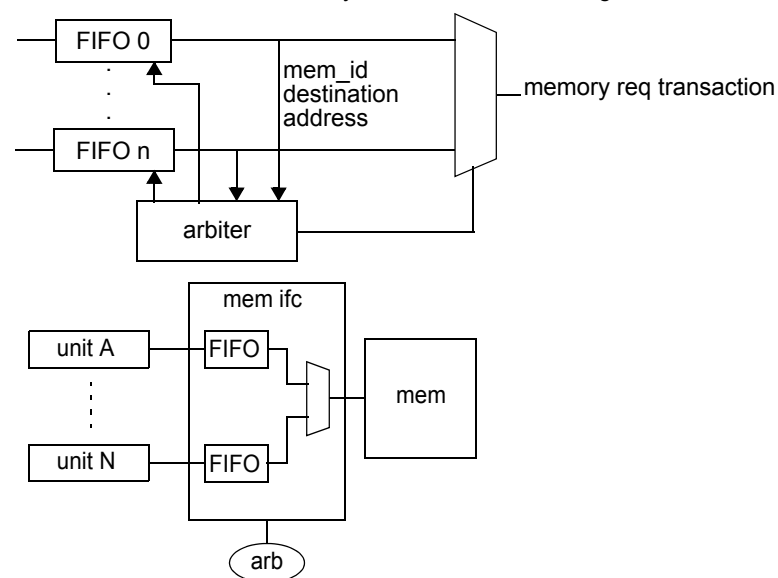 FIFO 0
mem_id
destination
address
memory req transaction
FIFO n
arbiter
mem ifc
unit A
FIFO
mem
unit N
FIFO
arb